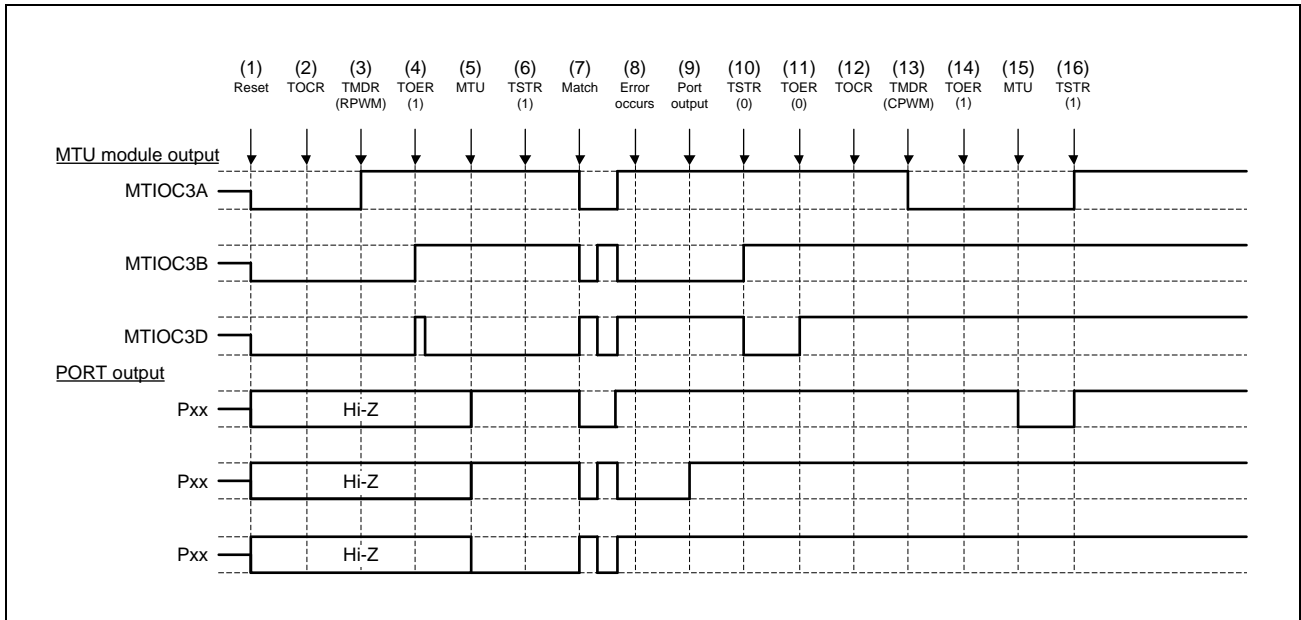 (1) (2) (3) (4) (5) (6) (7) (8) (9) (10) (11) (12) (13) (14) (15) (16)
Reset TOCR TMDR TOER MTU TSTR Match Error Port TSTR TOER TOCR TMDR TOER MTU TSTR
(RPWM) (1) (1) occurs output (0) (0) (CPWM) (1) (1)
MTU module output
MTIOC3A
MTIOC3B
MTIOC3D
PORT output
Pxx Hi-Z
Pxx Hi-Z
Pxx Hi-Z